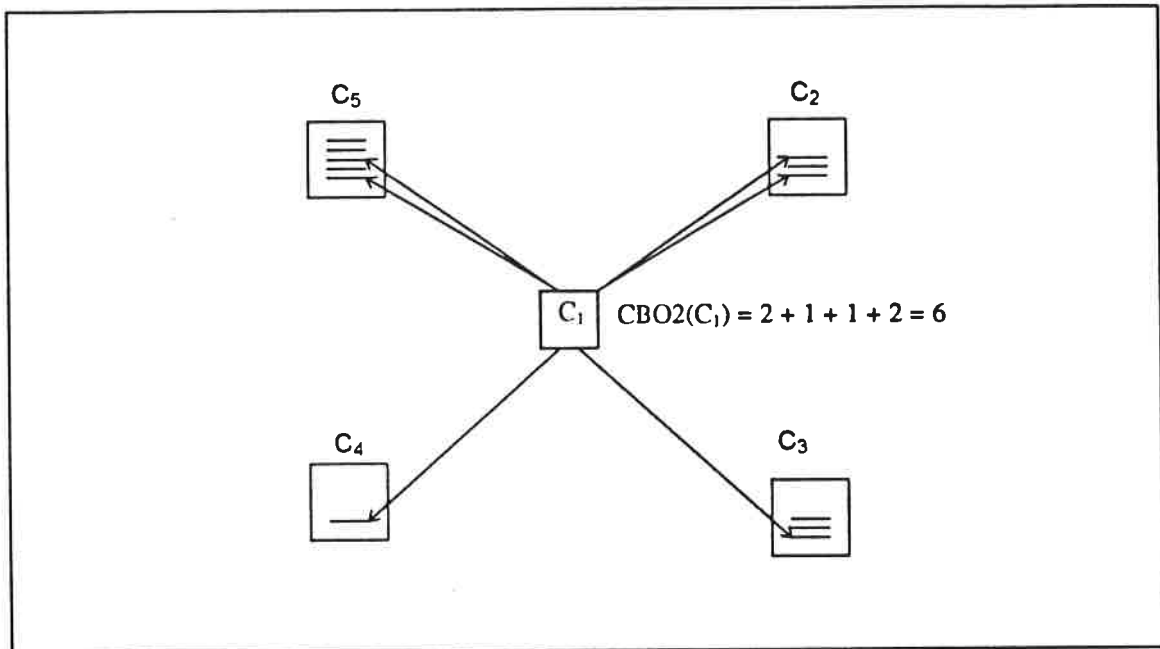 C₅
C₂
C₁
CBO2(C₁) = 2 + 1 + 1 + 2 = 6
C₄
C₃